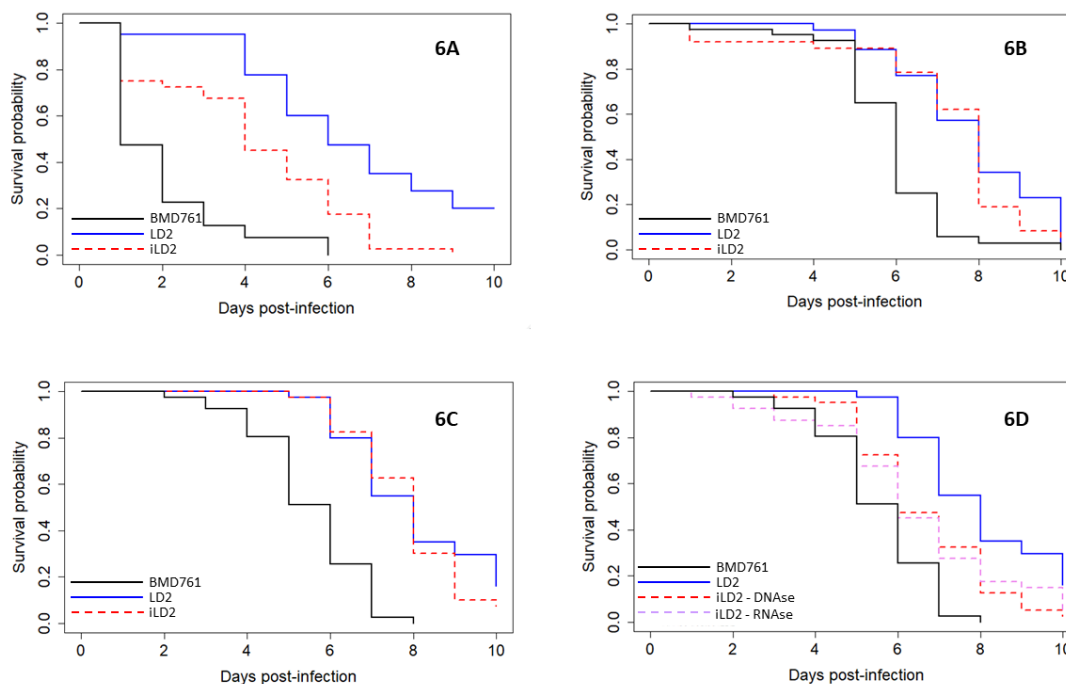 6A
Survival probability
1.0
0.8
0.6
0.4
0.2
0.0
BMD761
LD2
iLD2
0 2 4 6 8 10
Days post-infection
6B
Survival probability
1.0
0.8
0.6
0.4
0.2
0.0
BMD761
LD2
iLD2
0 2 4 6 8 10
Days post-infection
6C
Survival probability
1.0
0.8
0.6
0.4
0.2
0.0
BMD761
LD2
iLD2
0 2 4 6 8 10
Days post-infection
6D
Survival probability
1.0
0.8
0.6
0.4
0.2
0.0
BMD761
LD2
iLD2 - DNAse
iLD2 - RNAse
0 2 4 6 8 10
Days post-infection